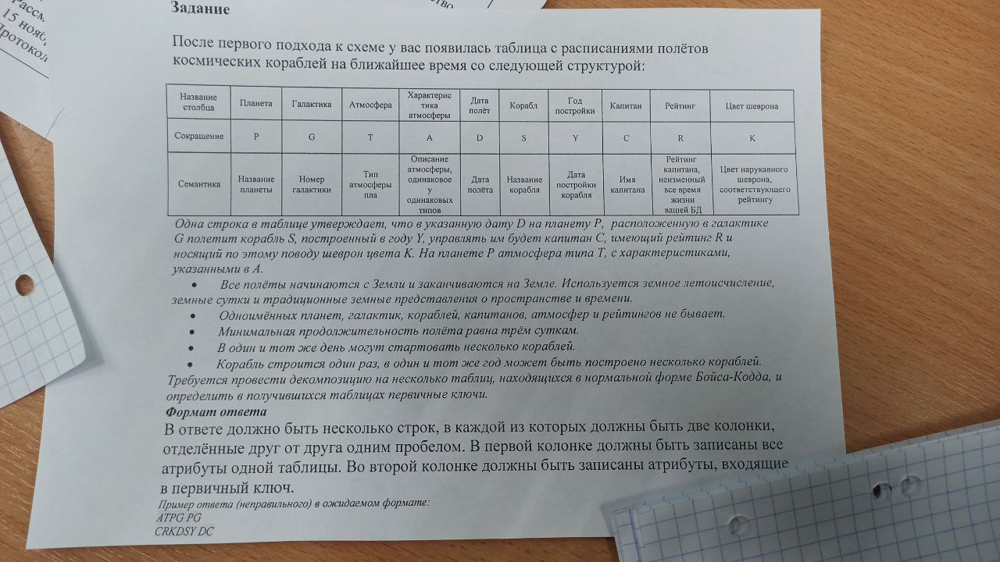 Рассм
15 нояб
Протокол
ство
Задание
После первого подхода к схеме у вас появилась таблица с расписаниями полётов
космических кораблей на ближайшее время со следующей структурой:
Название столбца Планета Галактика Атмосфера Характерис тика атмосферы Дата полёт Корабл Год постройки Капитан Рейтинг Цвет шеврона
Сокращение P G T A D S Y C R K
Семантика Название планеты Номер галактики Тип атмосферы пла Описание атмосферы, одинаковое у одинаковых типов Дата полёта Название корабля Дата постройки корабля Имя капитана Рейтинг капитана, неизменный все время жизни вашей БД Цвет нарукавного шеврона, соответствующего рейтингу
Одна строка в таблице утверждает, что в указанную дату D на планету P, расположенную в галактике
G полетит корабль S, построенный в году Y, управлять им будет капитан C, имеющий рейтинг R и
носящий по этому поводу шеврон цвета K. На планете P атмосфера типа T, с характеристиками,
указанными в A.
• Все полёты начинаются с Земли и заканчиваются на Земле. Используется земное летоисчисление,
земные сутки и традиционные земные представления о пространстве и времени.
• Одноимённых планет, галактик, кораблей, капитанов, атмосфер и рейтингов не бывает.
• Минимальная продолжительность полёта равна трём суткам.
• В один и тот же день могут стартовать несколько кораблей.
• Корабль строится один раз, в один и тот же год может быть построено несколько кораблей.
Требуется провести декомпозицию на несколько таблиц, находящихся в нормальной форме Бойса-Кодда, и
определить в получившихся таблицах первичные ключи.
Формат ответа
В ответе должно быть несколько строк, в каждой из которых должны быть две колонки,
отделённые друг от друга одним пробелом. В первой колонке должны быть записаны все
атрибуты одной таблицы. Во второй колонке должны быть записаны атрибуты, входящие
в первичный ключ.
Пример ответа (неправильного) в ожидаемом формате:
ATPG PG
CRKDSY DC